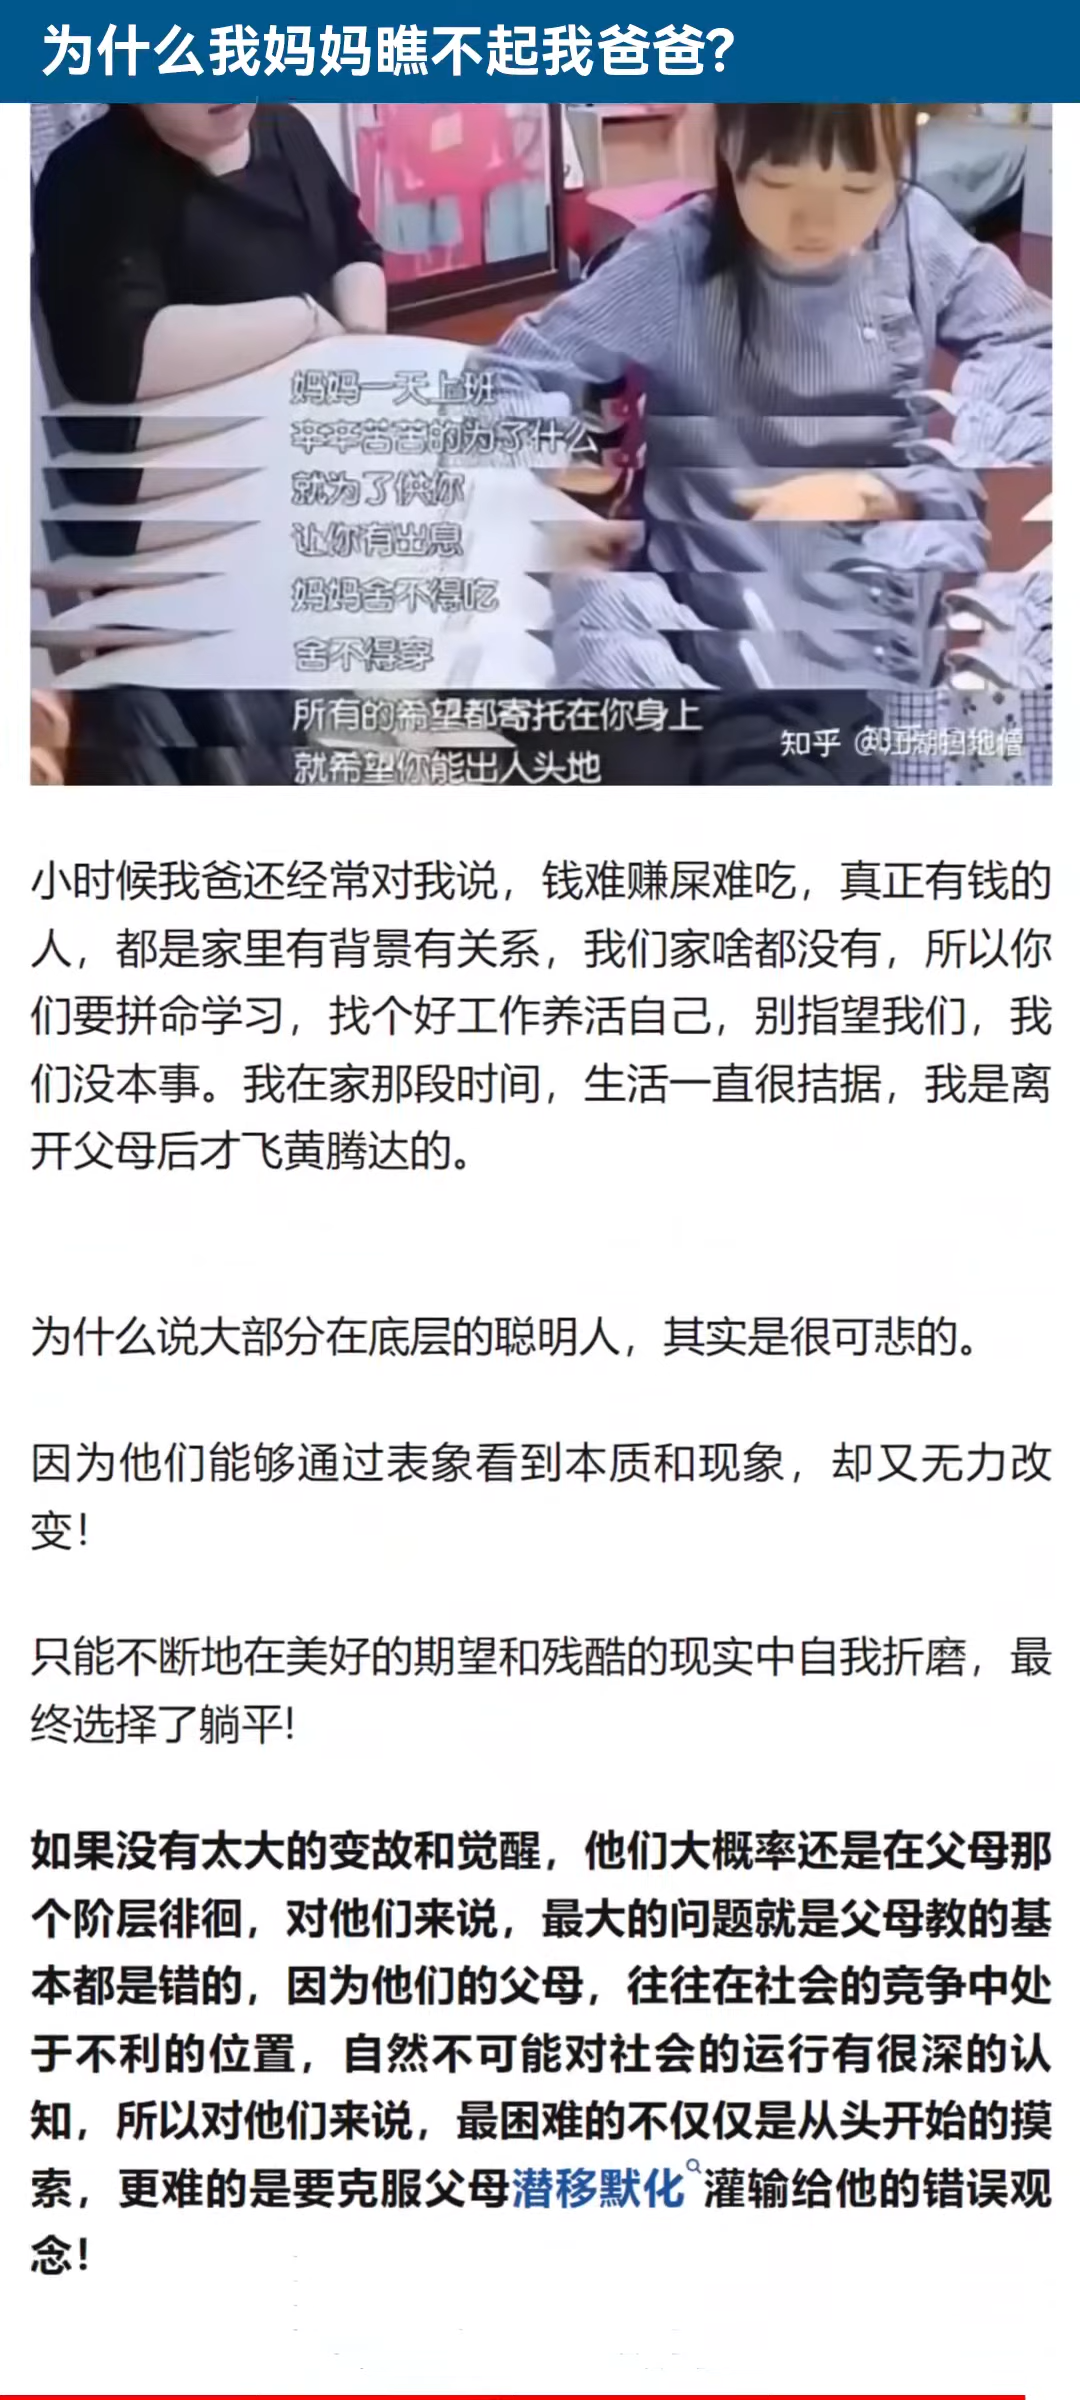 为什么我妈妈瞧不起我爸爸？
妈妈一天上班
辛辛苦苦的为了什么
就为了供你
让你有出息
妈妈舍不得吃
舍不得穿
所有的希望都寄托在你身上
就希望你能出人头地
知乎
小时候我爸还经常对我说，钱难赚屎难吃，真正有钱的
人，都是家里有背景有关系，我们家啥都没有，所以你
们要拼命学习，找个好工作养活自己，别指望我们，我
们没本事。我在家那段时间，生活一直很拮据，我是离
开父母后才飞黄腾达的。
为什么说大部分在底层的聪明人，其实是很可悲的。
因为他们能够通过表象看到本质和现象，却又无力改
变！
只能不断地在美好的期望和残酷的现实中自我折磨，最
终选择了躺平!
如果没有太大的变故和觉醒，他们大概率还是在父母那
个阶层徘徊，对他们来说，最大的问题就是父母教的基
本都是错的，因为他们的父母，往往在社会的竞争中处
于不利的位置，自然不可能对社会的运行有很深的认
知，所以对他们来说，最困难的不仅仅是从头开始的摸
索，更难的是要克服父母潜移默化灌输给他的错误观
念！